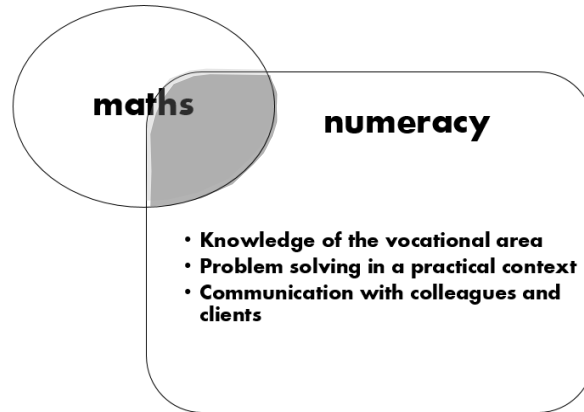 maths
numeracy
• Knowledge of the vocational area
• Problem solving in a practical context
• Communication with colleagues and
clients